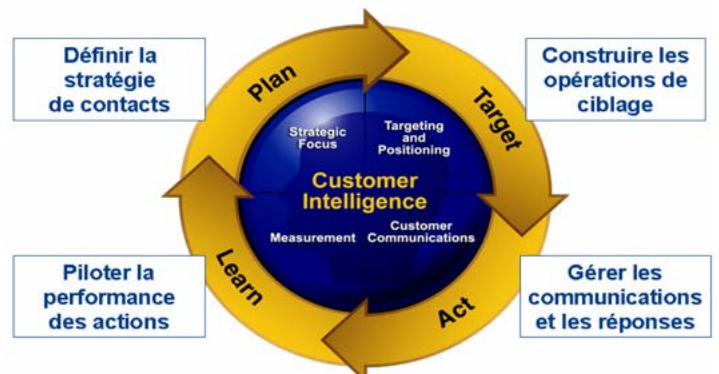 Définir la
stratégie
de contacts
Plan
Construire les
opérations de
ciblage
Target
Strategic
Focus
Targeting
and
Positioning
Customer
Intelligence
Measurement
Customer
Communications
Piloter la
performance
des actions
Learn
Act
Gérer les
communications
et les réponses